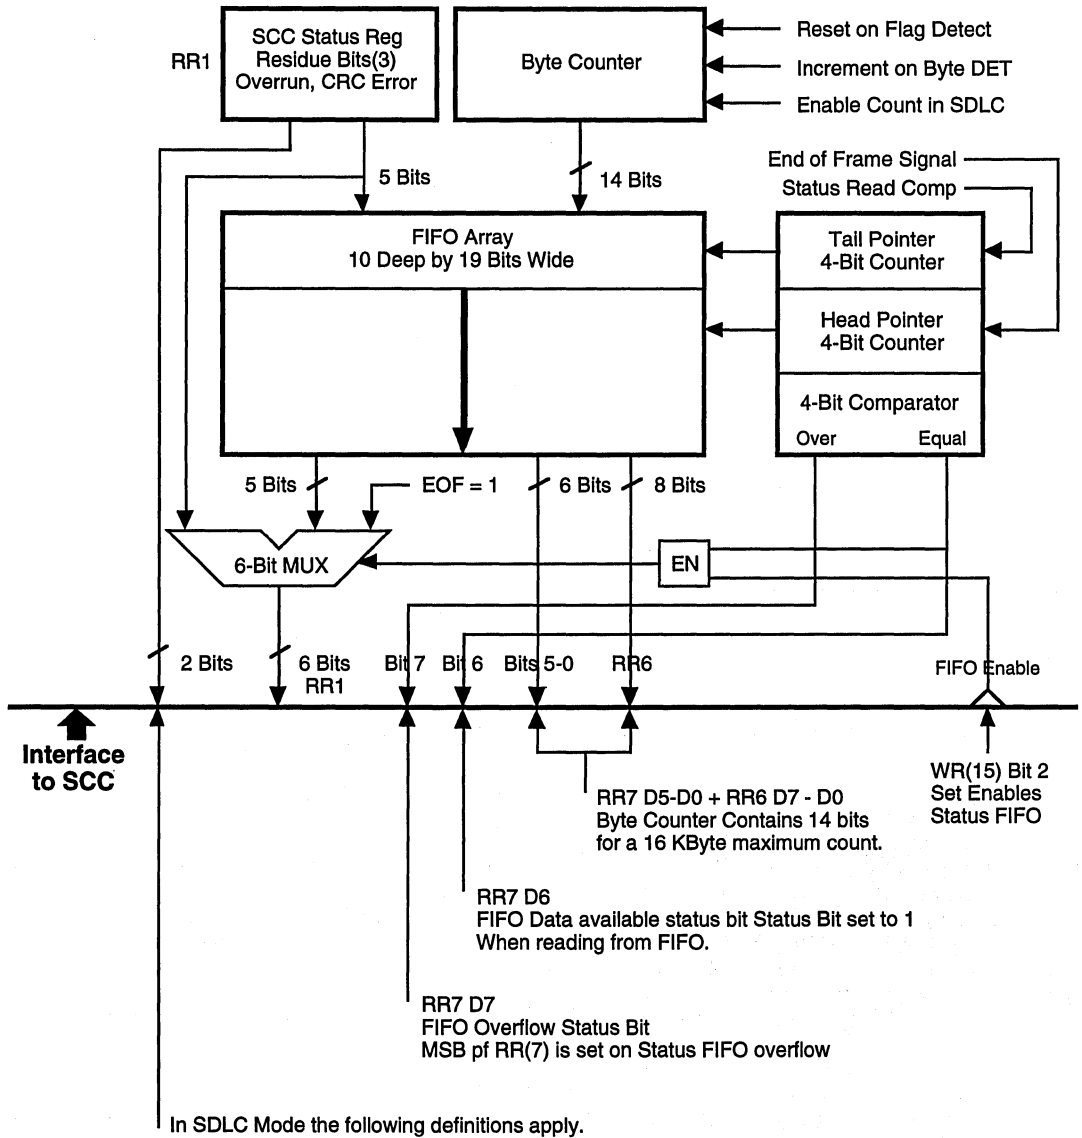 RR1
SCC Status Reg
Residue Bits(3)
Overrun, CRC Error
Byte Counter
Reset on Flag Detect
Increment on Byte DET
Enable Count in SDLC
End of Frame Signal
Status Read Comp
5 Bits
14 Bits
FIFO Array
10 Deep by 19 Bits Wide
Tail Pointer
4-Bit Counter
Head Pointer
4-Bit Counter
4-Bit Comparator
Over Equal
5 Bits
EOF = 1
6 Bits
8 Bits
6-Bit MUX
EN
2 Bits
6 Bits
RR1
Bit 7
Bit 6
Bits 5-0
RR6
FIFO Enable
Interface
to SCC
WR(15) Bit 2
Set Enables
Status FIFO
RR7 D5-D0 + RR6 D7 - D0
Byte Counter Contains 14 bits
for a 16 KByte maximum count.
RR7 D6
FIFO Data available status bit Status Bit set to 1
When reading from FIFO.
RR7 D7
FIFO Overflow Status Bit
MSB pf RR(7) is set on Status FIFO overflow
In SDLC Mode the following definitions apply.